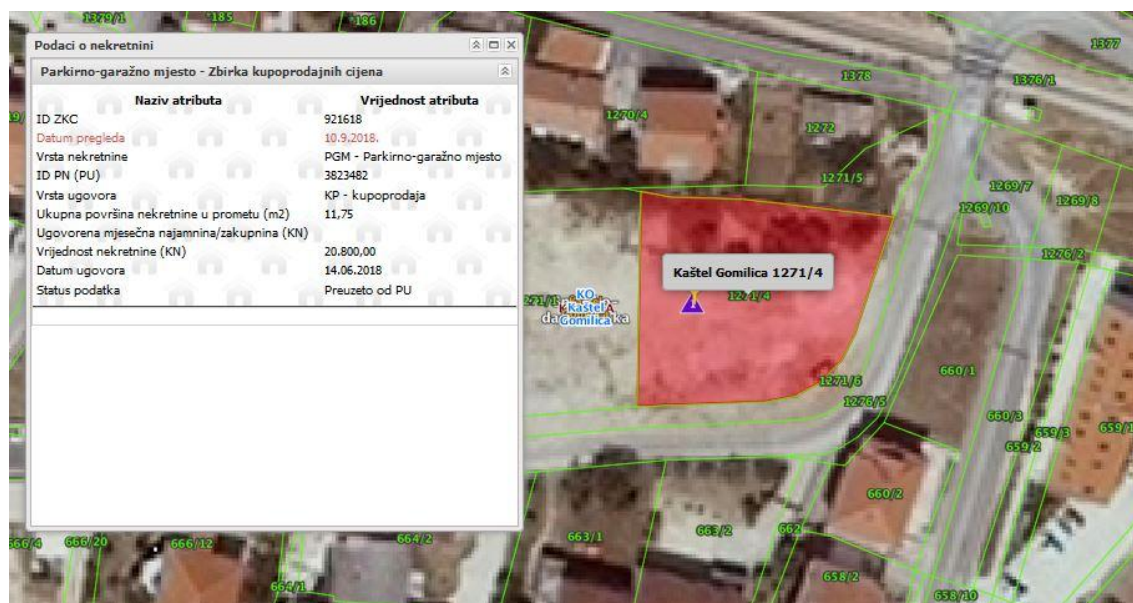 1379/1
*185
*186
1377
Podaci o nekretnini
Parkirno-garažno mjesto - Zbirka kupoprodajnih cijena
Naziv atributa Vrijednost atributa
ID ZKC 921618
Datum pregleda 10.9.2018.
Vrsta nekretnine PGM - Parkirno-garažno mjesto
ID PN (PU) 3823482
Vrsta ugovora KP - kupoprodaja
Ukupna površina nekretnine u prometu (m2) 11,75
Ugovorena mjesečna najamnina/zakupnina (KN)
Vrijednost nekretnine (KN) 20.800,00
Datum ugovora 14.06.2018
Status podatka Preuzeto od PU
1378
1376/1
1270/4
1272
1271/5
1269/7
1269/8
1269/10
1276/2
Kaštel Gomilica 1271/4
1271/4
KO
Kaštel
Gomilica
1271/6
1276/5
660/1
660/3
659/3
659/2
659/1
660/2
666/4
666/20
666/12
664/2
663/1
663/2
662
664/1
658/2
658/10